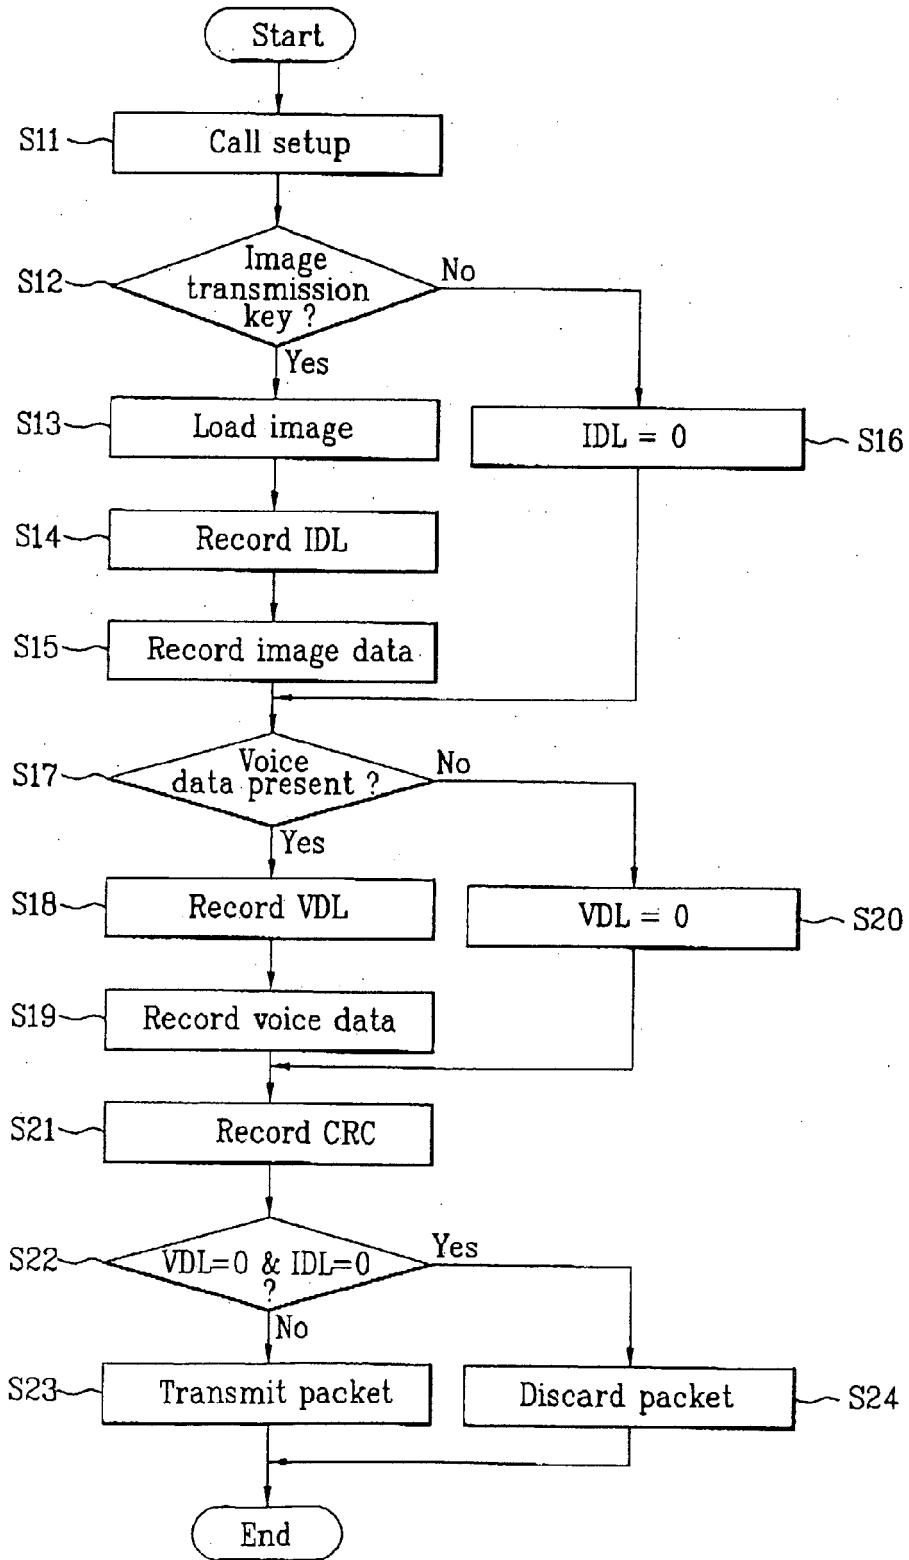 Start
S11
Call setup
S12
Image
transmission
key ?
No
Yes
S13
Load image
IDL = 0
S16
S14
Record IDL
S15
Record image data
S17
Voice
data present ?
No
Yes
S18
Record VDL
VDL = 0
S20
S19
Record voice data
S21
Record CRC
S22
VDL=0 & IDL=0
?
Yes
No
S23
Transmit packet
Discard packet
S24
End